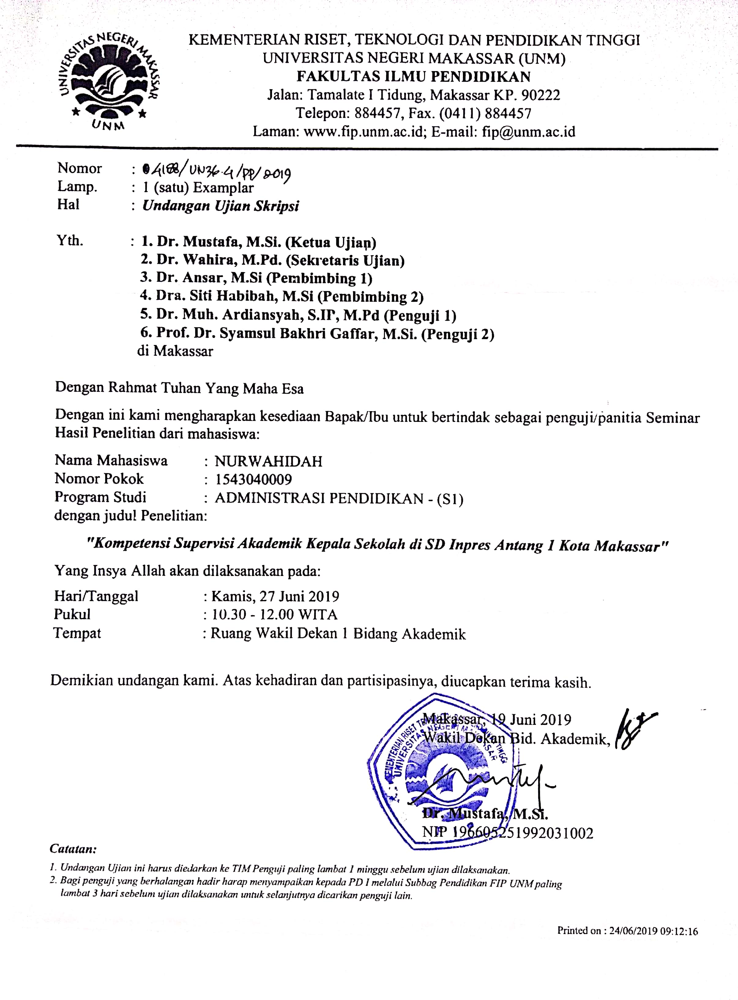 UNIVERSITAS NEGERI MAKASSAR
UNM
KEMENTERIAN RISET, TEKNOLOGI DAN PENDIDIKAN TINGGI
UNIVERSITAS NEGERI MAKASSAR (UNM)
FAKULTAS ILMU PENDIDIKAN
Jalan: Tamalate I Tidung, Makassar KP. 90222
Telepon: 884457, Fax. (0411) 884457
Laman: www.fip.unm.ac.id; E-mail: fip@unm.ac.id
Nomor : /UN36.4/PP/2019
Lamp. : 1 (satu) Examplar
Hal : Undangan Ujian Skripsi
Yth. : 1. Dr. Mustafa, M.Si. (Ketua Ujian)
2. Dr. Wahira, M.Pd. (Sekretaris Ujian)
3. Dr. Ansar, M.Si (Pembimbing 1)
4. Dra. Siti Habibah, M.Si (Pembimbing 2)
5. Dr. Muh. Ardiansyah, S.IP, M.Pd (Penguji 1)
6. Prof. Dr. Syamsul Bakhri Gaffar, M.Si. (Penguji 2)
di Makassar
Dengan Rahmat Tuhan Yang Maha Esa
Dengan ini kami mengharapkan kesediaan Bapak/Ibu untuk bertindak sebagai penguji/panitia Seminar
Hasil Penelitian dari mahasiswa:
Nama Mahasiswa : NURWAHIDAH
Nomor Pokok : 1543040009
Program Studi : ADMINISTRASI PENDIDIKAN - (S1)
dengan judul Penelitian:
"Kompetensi Supervisi Akademik Kepala Sekolah di SD Inpres Antang 1 Kota Makassar"
Yang Insya Allah akan dilaksanakan pada:
Hari/Tanggal : Kamis, 27 Juni 2019
Pukul : 10.30 - 12.00 WITA
Tempat : Ruang Wakil Dekan 1 Bidang Akademik
Demikian undangan kami. Atas kehadiran dan partisipasinya, diucapkan terima kasih.
Makassar, 19 Juni 2019
Wakil Dekan Bid. Akademik,
Dr. Mustafa, M.Si.
NIP 196605251992031002
Catatan:
1. Undangan Ujian ini harus diedarkan ke TIM Penguji paling lambat 1 minggu sebelum ujian dilaksanakan.
2. Bagi penguji yang berhalangan hadir harap menyampaikan kepada PD I melalui Subbag Pendidikan FIP UNM paling
lambat 3 hari sebelum ujian dilaksanakan untuk selanjutnya dicarikan penguji lain.
Printed on : 24/06/2019 09:12:16